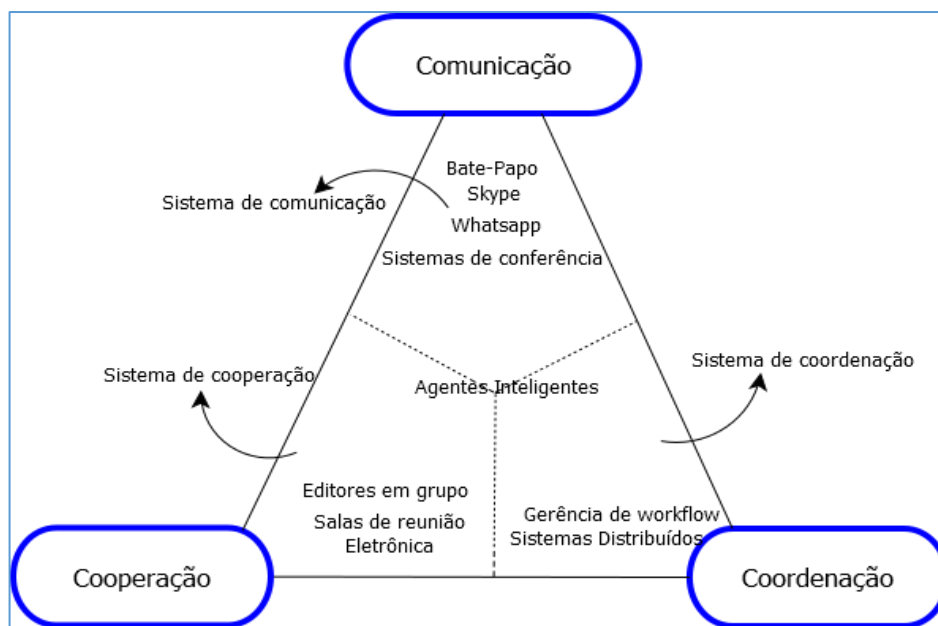 Comunicação
Bate-Papo
Skype
Sistema de comunicação
Whatsapp
Sistemas de conferência
Sistema de cooperação
Agentes Inteligentes
Sistema de coordenação
Editores em grupo
Salas de reunião
Eletrônica
Gerência de workflow
Sistemas Distribuídos
Cooperação
Coordenação